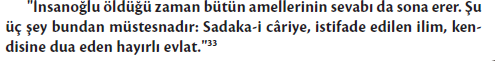 "İnsanoğlu öldüğü zaman bütün amellerinin sevabı da sona erer. Şu
üç şey bundan müstesnadır: Sadaka-i câriye, istifade edilen ilim, ken-
disine dua eden hayırlı evlat."³³